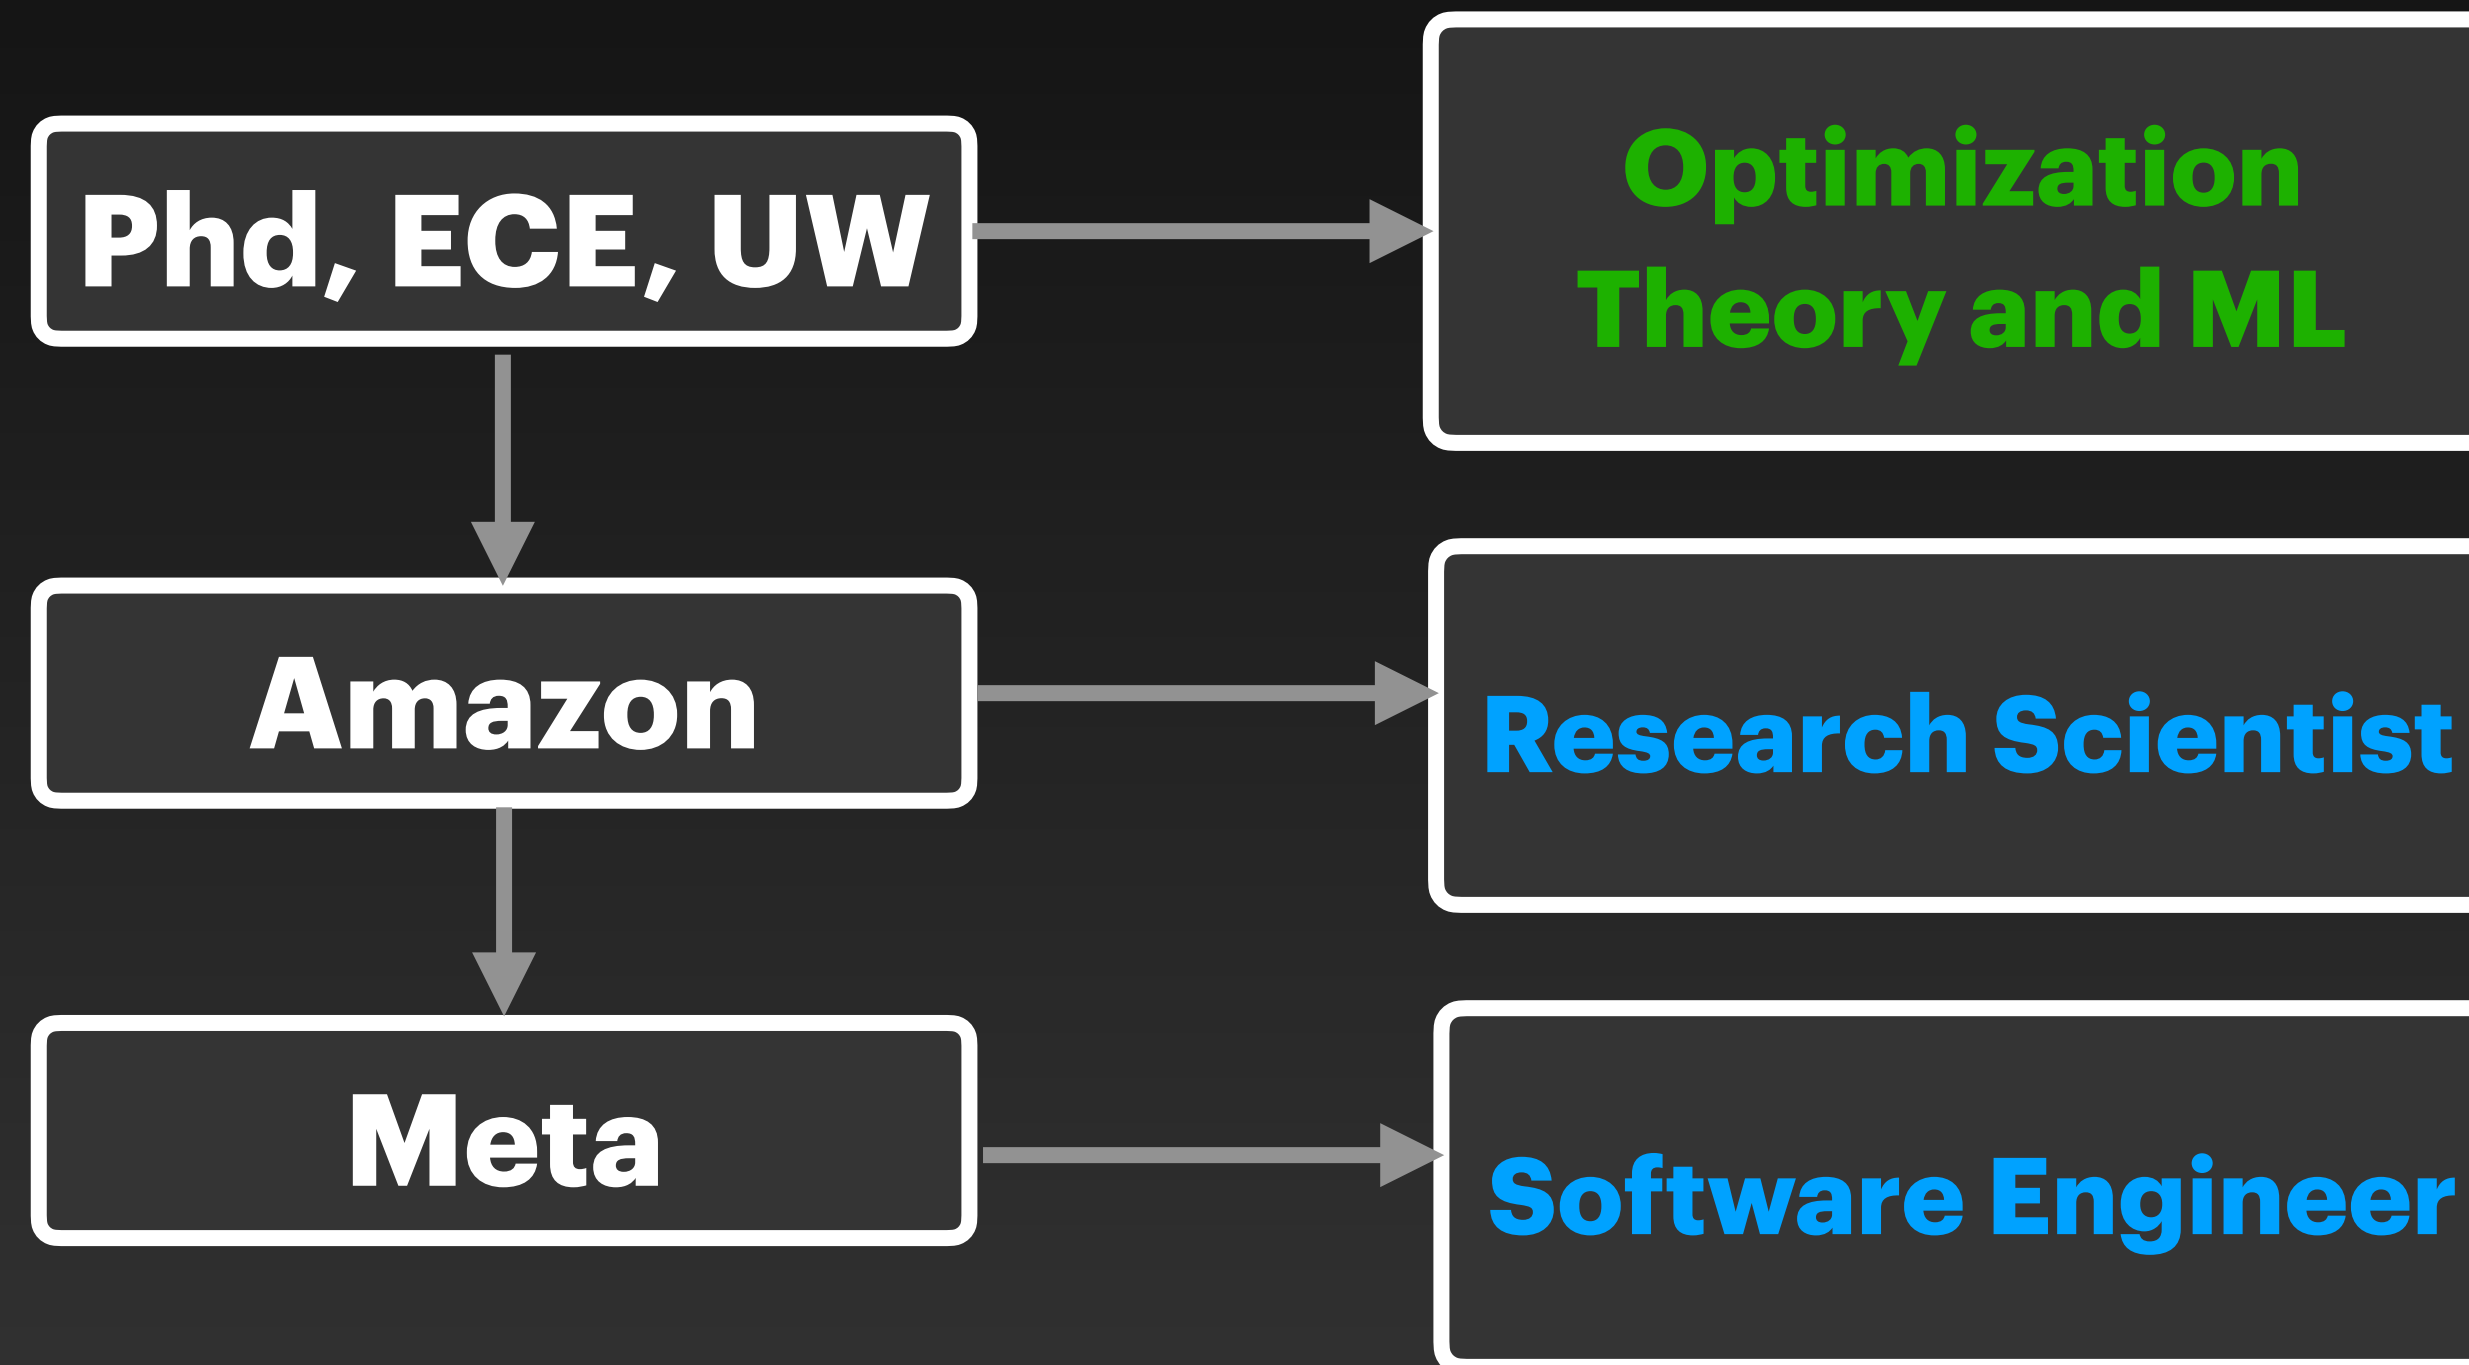 Phd, ECE, UW
Optimization
Theory and ML
Amazon
Research Scientist
Meta
Software Engineer